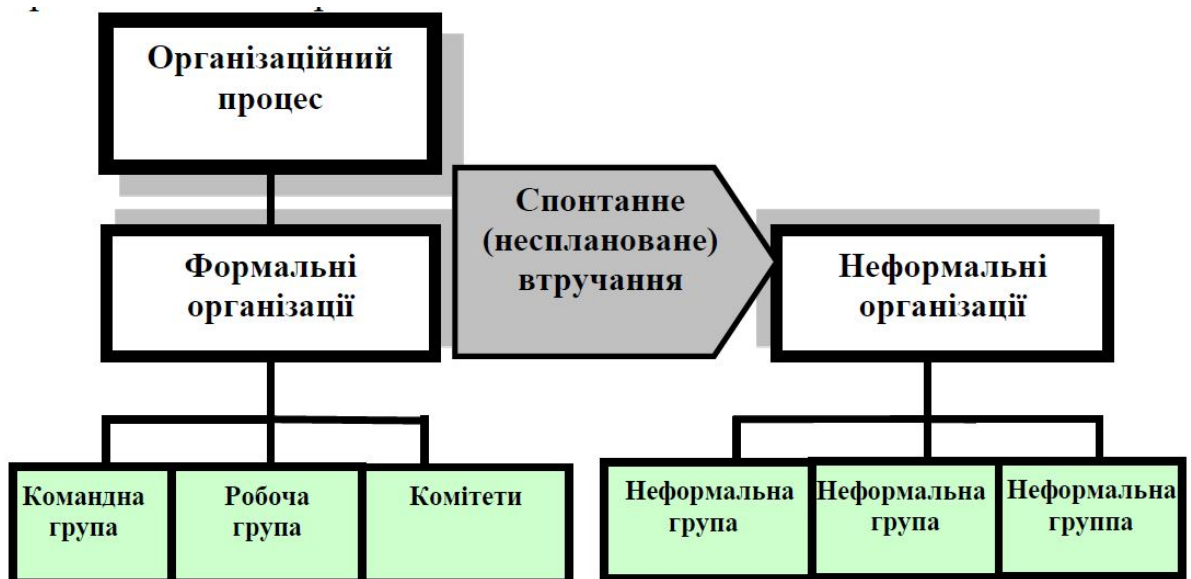 Організаційний
процес
Спонтанне
(несплановане)
втручання
Формальні
організації
Неформальні
організації
Командна
група
Робоча
група
Комітети
Неформальна
група
Неформальна
група
Неформальна
группа